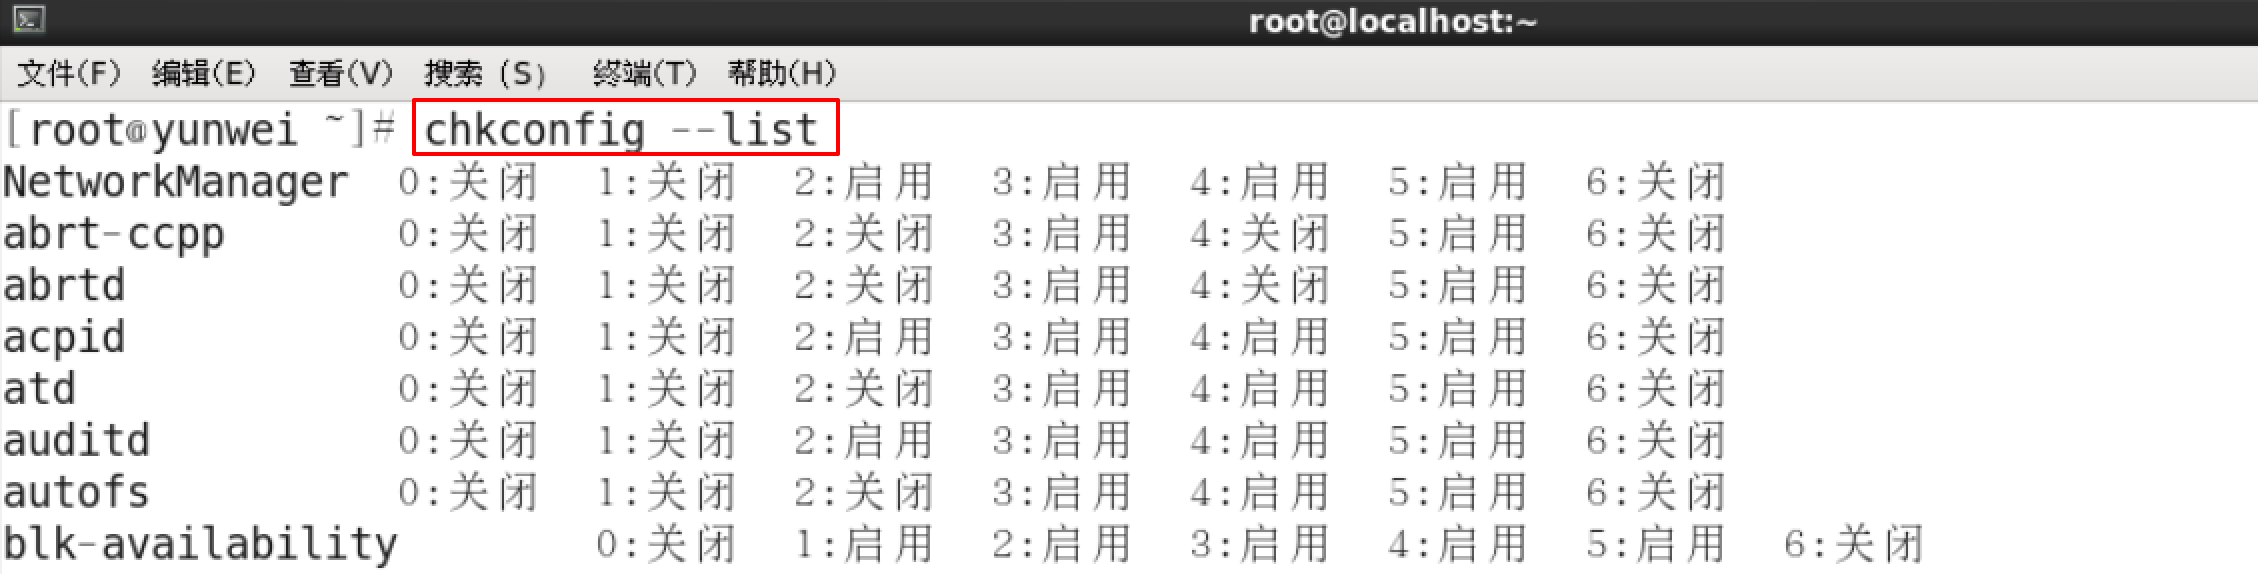 root@localhost:~
文件(F) 编辑(E) 查看(V) 搜索 (S) 终端(T) 帮助(H)
[root@yunwei ~]# chkconfig --list
NetworkManager 0:关闭 1:关闭 2:启用 3:启用 4:启用 5:启用 6:关闭
abrt-ccpp 0:关闭 1:关闭 2:关闭 3:启用 4:关闭 5:启用 6:关闭
abrtd 0:关闭 1:关闭 2:关闭 3:启用 4:关闭 5:启用 6:关闭
acpid 0:关闭 1:关闭 2:启用 3:启用 4:启用 5:启用 6:关闭
atd 0:关闭 1:关闭 2:关闭 3:启用 4:启用 5:启用 6:关闭
auditd 0:关闭 1:关闭 2:启用 3:启用 4:启用 5:启用 6:关闭
autofs 0:关闭 1:关闭 2:关闭 3:启用 4:启用 5:启用 6:关闭
blk-availability 0:关闭 1:启用 2:启用 3:启用 4:启用 5:启用 6:关闭